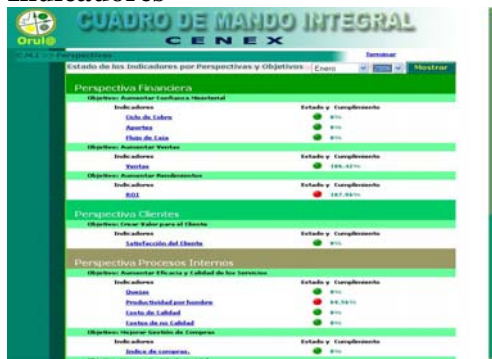 Indicadores
CUADRO DE MANDO INTEGRAL
Orul@
CENEX
Terminar
Estado de los Indicadores por Perspectivas y Objetivos Enero Mostrar
Perspectiva Financiera
Objetivo: Aumentar Confianza Ministerial
Indicadores Estado y Cumplimiento
Ciclo de Cobro 0%
Aportes 0%
Flujo de Caja 0%
Objetivo: Aumentar Ventas
Indicadores Estado y Cumplimiento
Ventas
Objetivo: Aumentar Rendimientos
Indicadores Estado y Cumplimiento
ROI
Perspectiva Clientes
Objetivo: Crear Valor para el Cliente
Indicadores Estado y Cumplimiento
Satisfacción del Cliente 0%
Perspectiva Procesos Internos
Objetivo: Aumentar Eficacia y Calidad de los Servicios
Indicadores Estado y Cumplimiento
Quejas 0%
Productividad por hombre
Costo de Calidad 0%
Costos de no Calidad 0%
Objetivo: Mejorar Gestión de Compras
Indicadores Estado y Cumplimiento
Indice de compras. 0%